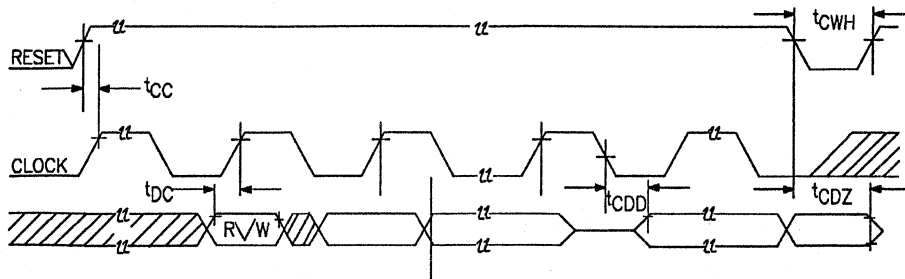 tCWH
RESET
tCC
CLOCK
tDC
tCDD
tCDZ
R/W